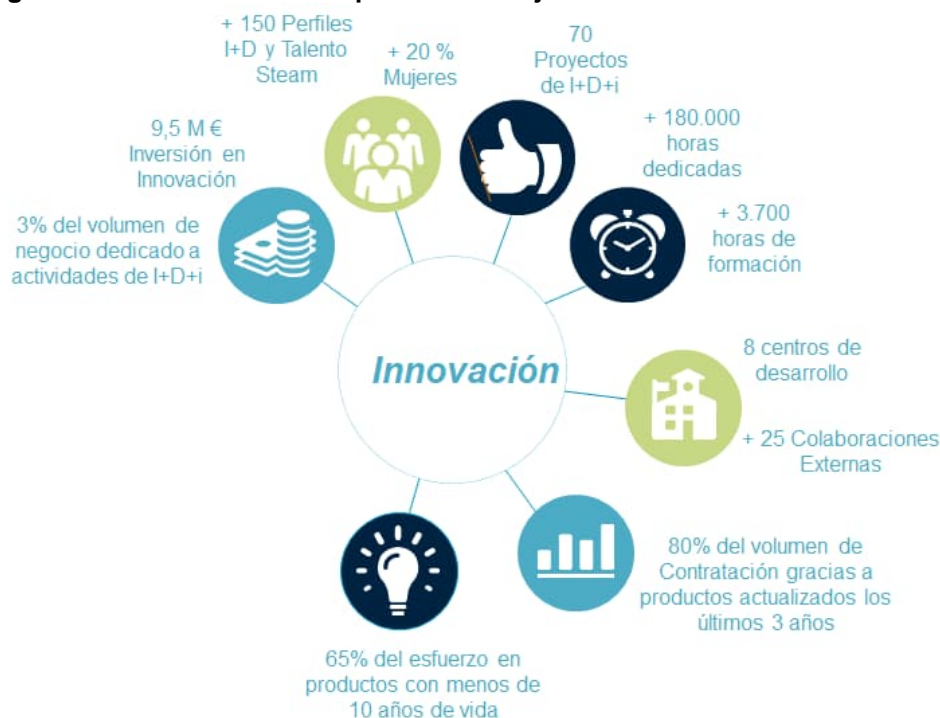 + 150 Perfiles
I+D y Talento
Steam
+ 20 %
Mujeres
70
Proyectos
de I+D+i
+ 180.000
horas
dedicadas
+ 3.700
horas de
formación
9,5 M €
Inversión en
Innovación
3% del volumen de
negocio dedicado a
actividades de I+D+i
Innovación
8 centros de
desarrollo
+ 25 Colaboraciones
Externas
80% del volumen de
Contratación gracias a
productos actualizados los
últimos 3 años
65% del esfuerzo en
productos con menos de
10 años de vida